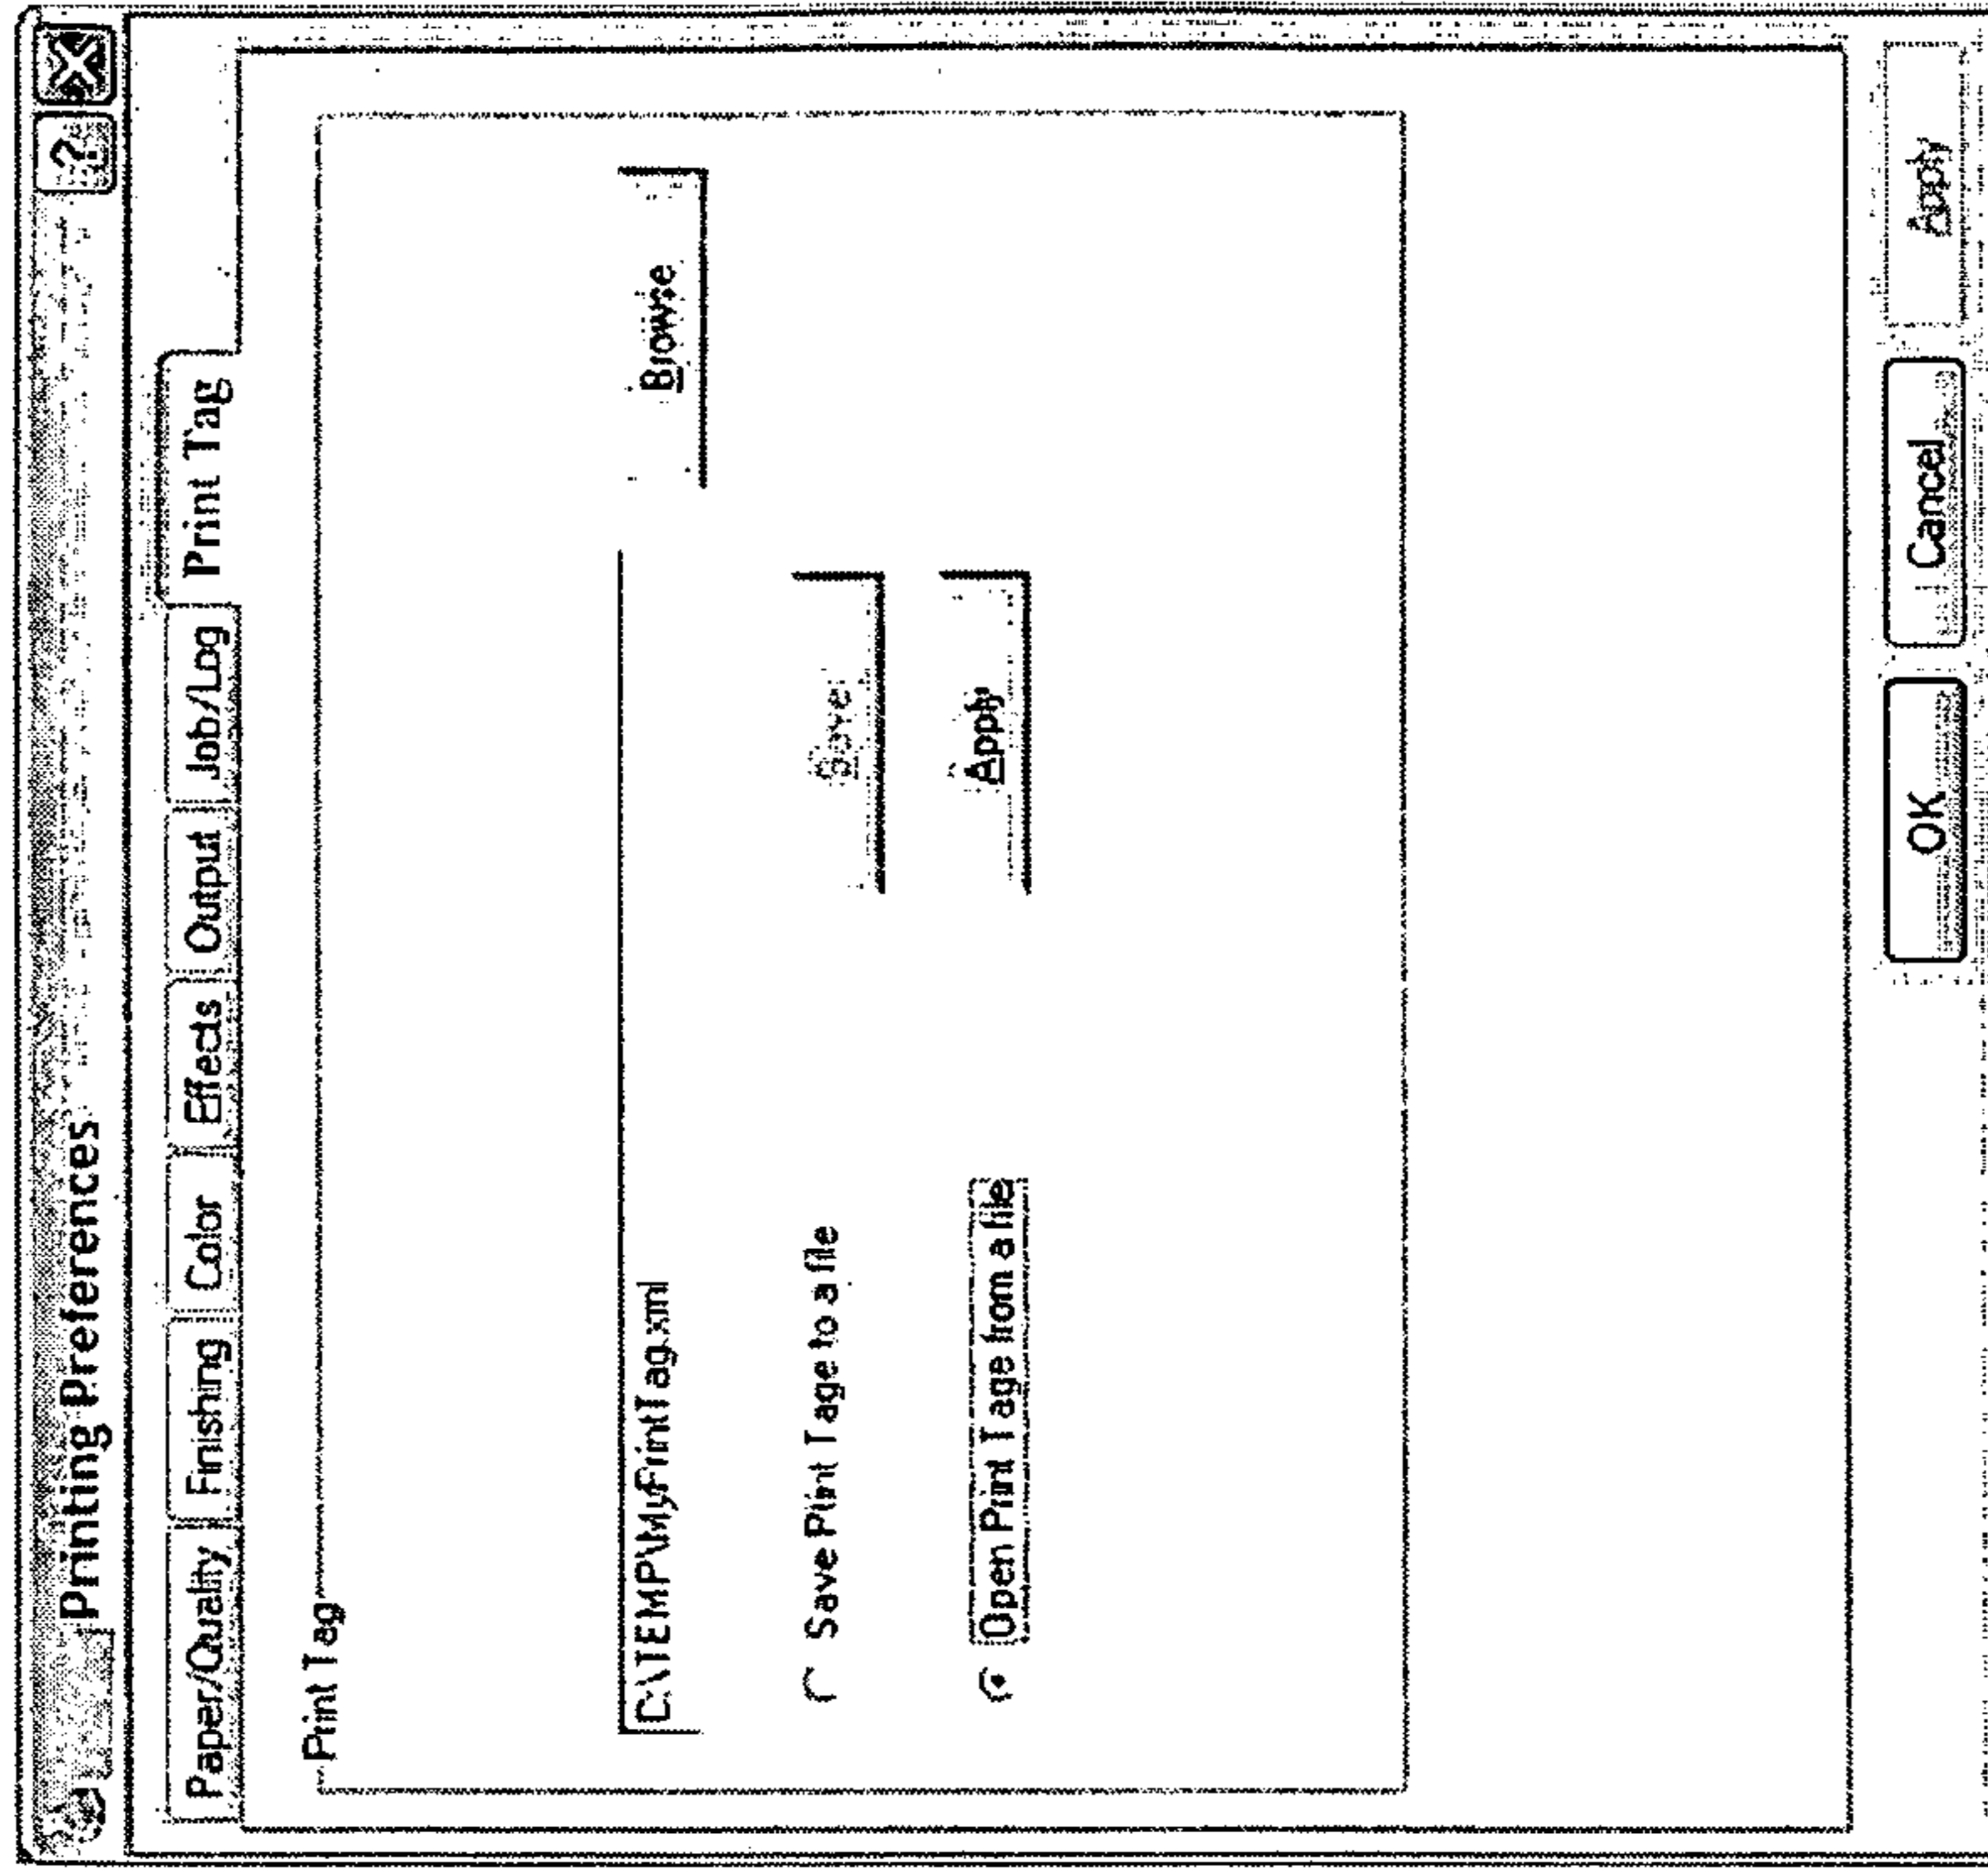 Printing Preferences ?
Paper/Quality Finishing Color Effects Output Job/Log Print Tag
Print Tag
C:\TEMP\MyPrintTag.xml Browse
Save Print Tage to a file Save
Open Print Tage from a file Apply
OK Cancel Apply